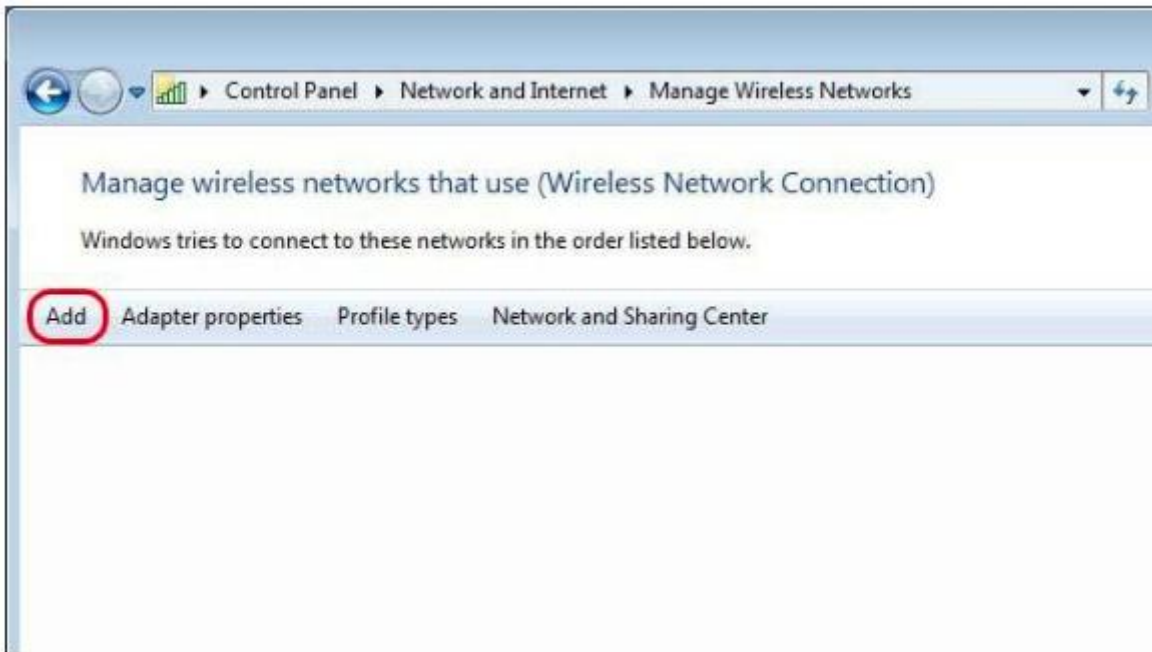 Control Panel Network and Internet Manage Wireless Networks
Manage wireless networks that use (Wireless Network Connection)
Windows tries to connect to these networks in the order listed below.
Add Adapter properties Profile types Network and Sharing Center